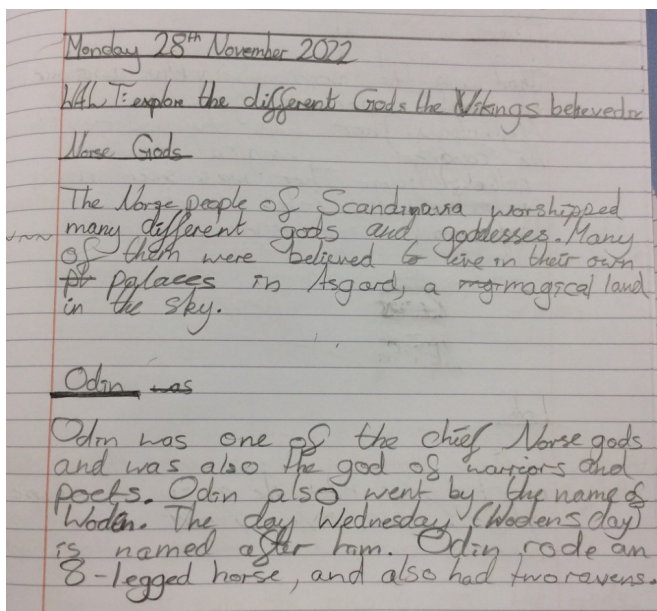 Monday 28th November 2022
WALT: explore the different Gods the Vikings believed in
Norse Gods
The Norse people of Scandinavia worshipped
many different gods and goddesses. Many
of them were believed to live in their own
palaces in Asgard, a magical land
in the sky.
Odin was
Odin was one of the chief Norse gods
and was also the god of warriors and
poets. Odin also went by the name of
Woden. The day Wednesday (Wodens day)
is named after him. Odin rode an
8-legged horse, and also had two ravens.